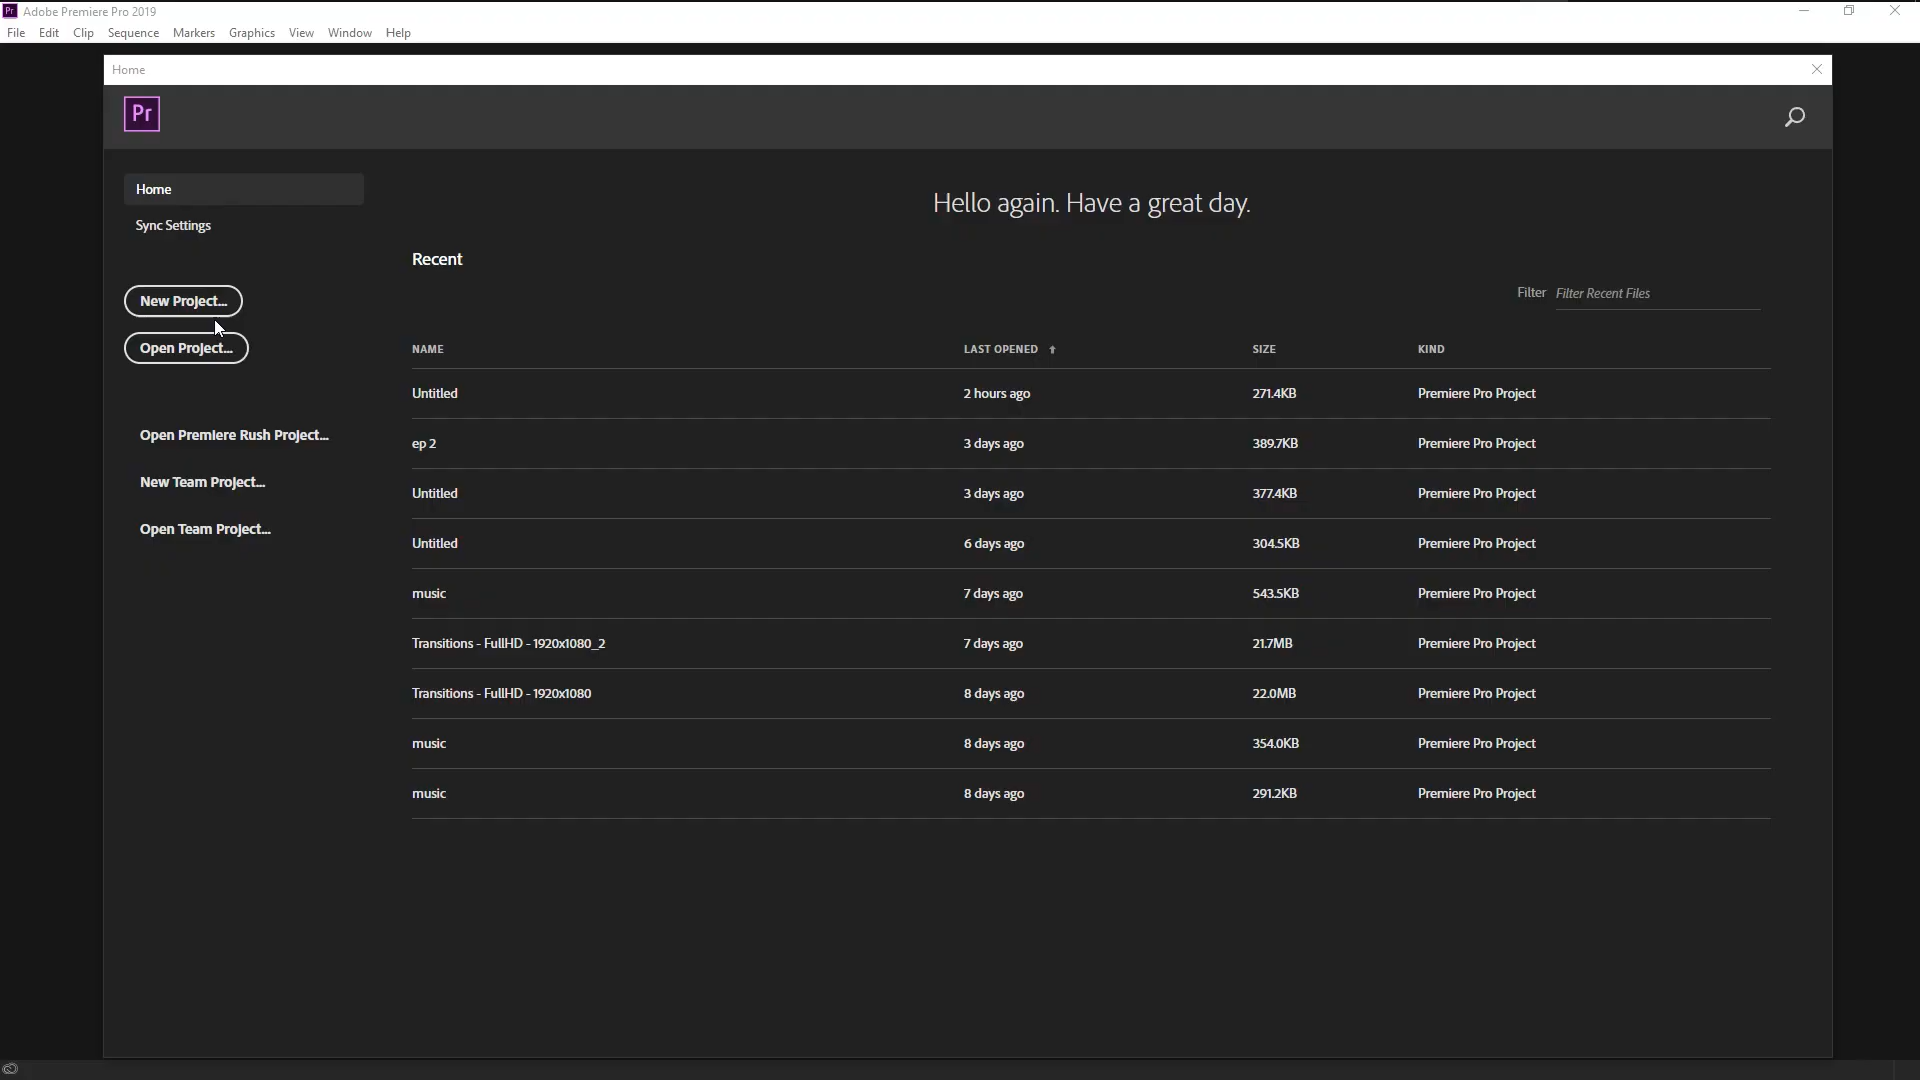 Pr Adobe Premiere Pro 2019
File Edit Clip Sequence Markers Graphics View Window Help
Home
Pr
Home
Sync Settings
Hello again. Have a great day.
Recent
New Project...
Filter Filter Recent Files
Open Project...
NAME LAST OPENED SIZE KIND
Untitled 2 hours ago 271.4KB Premiere Pro Project
Open Premiere Rush Project...
ep 2 3 days ago 389.7KB Premiere Pro Project
New Team Project...
Untitled 3 days ago 377.4KB Premiere Pro Project
Open Team Project...
Untitled 6 days ago 304.5KB Premiere Pro Project
music 7 days ago 543.5KB Premiere Pro Project
Transitions - FullHD - 1920x1080_2 7 days ago 21.7MB Premiere Pro Project
Transitions - FullHD - 1920x1080 8 days ago 22.0MB Premiere Pro Project
music 8 days ago 354.0KB Premiere Pro Project
music 8 days ago 291.2KB Premiere Pro Project